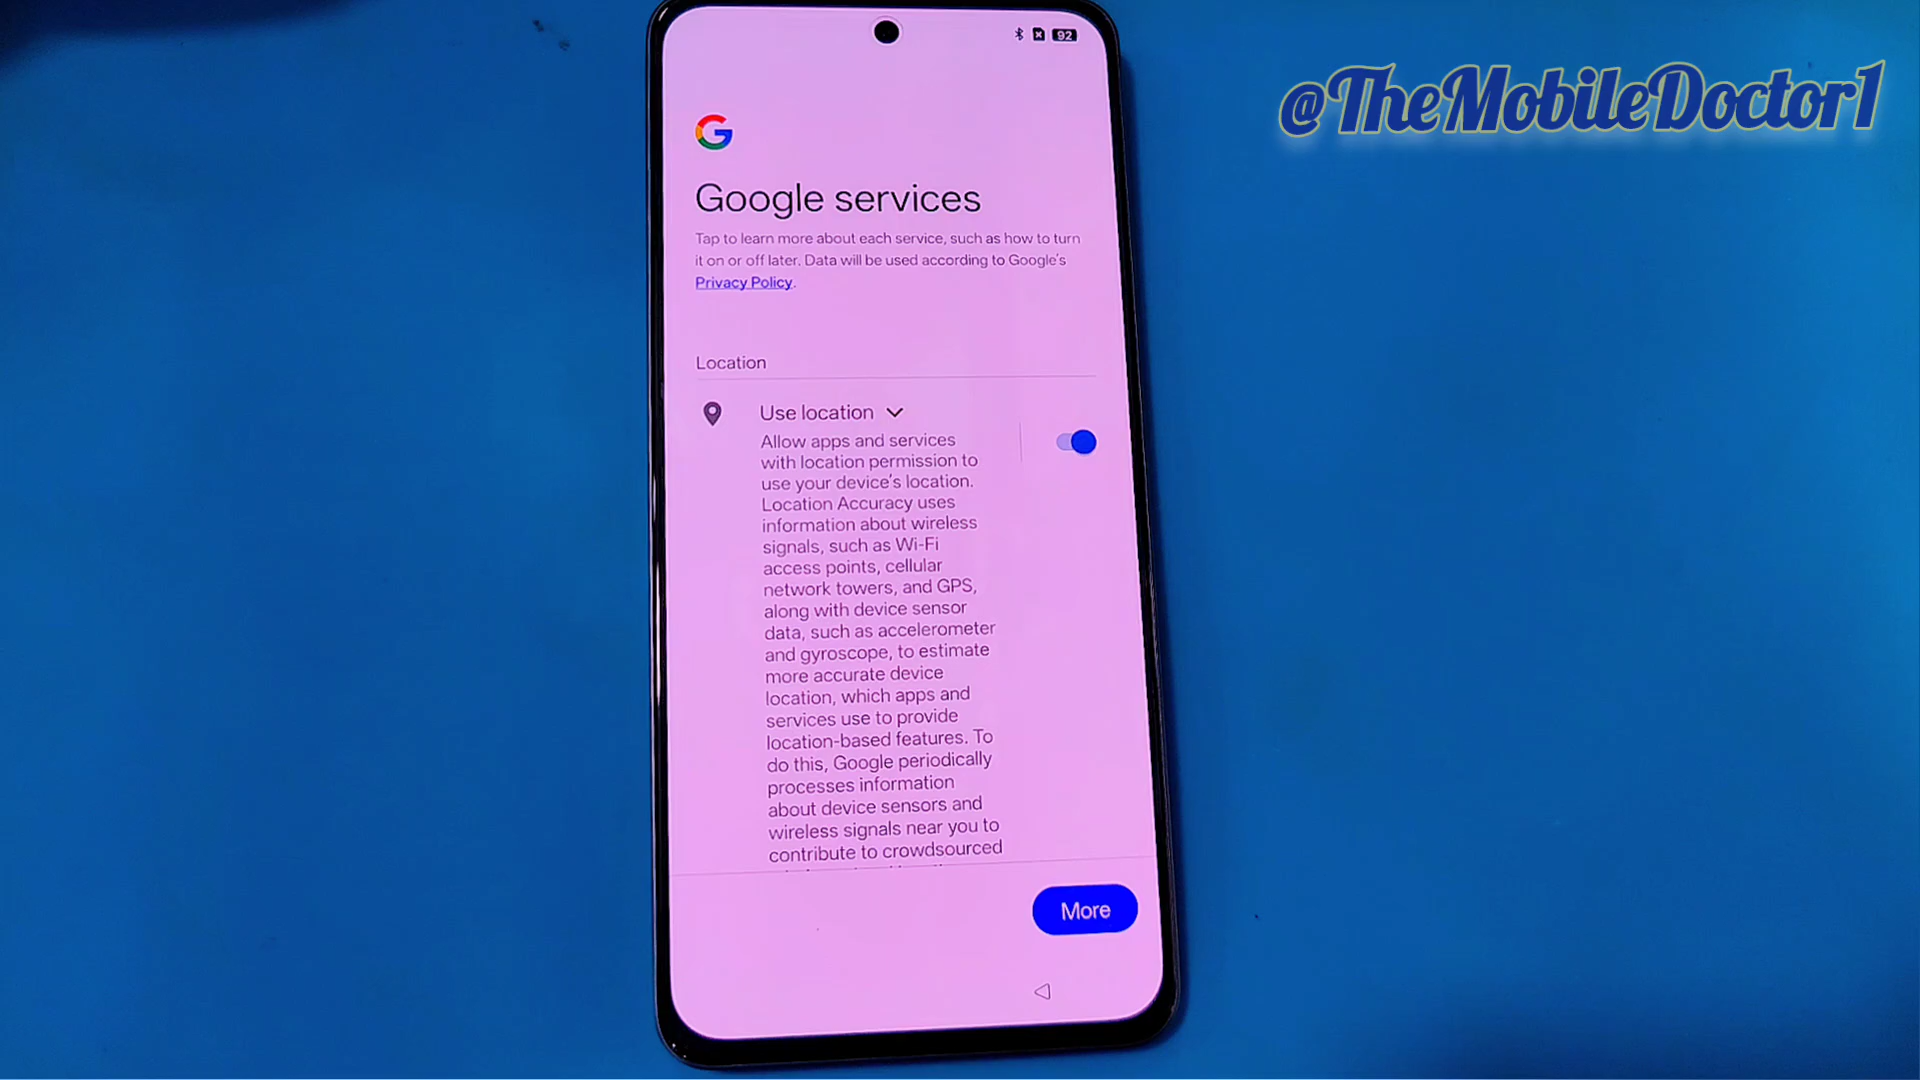 92
@TheMobileDoctor1
G
Google services
Tap to learn more about each service, such as how to turn
it on or off later. Data will be used according to Google's
Privacy Policy.
Location
Use location
Allow apps and services
with location permission to
use your device's location.
Location Accuracy uses
information about wireless
signals, such as Wi-Fi
access points, cellular
network towers, and GPS,
along with device sensor
data, such as accelerometer
and gyroscope, to estimate
more accurate device
location, which apps and
services use to provide
location-based features. To
do this, Google periodically
processes information
about device sensors and
wireless signals near you to
contribute to crowdsourced
More